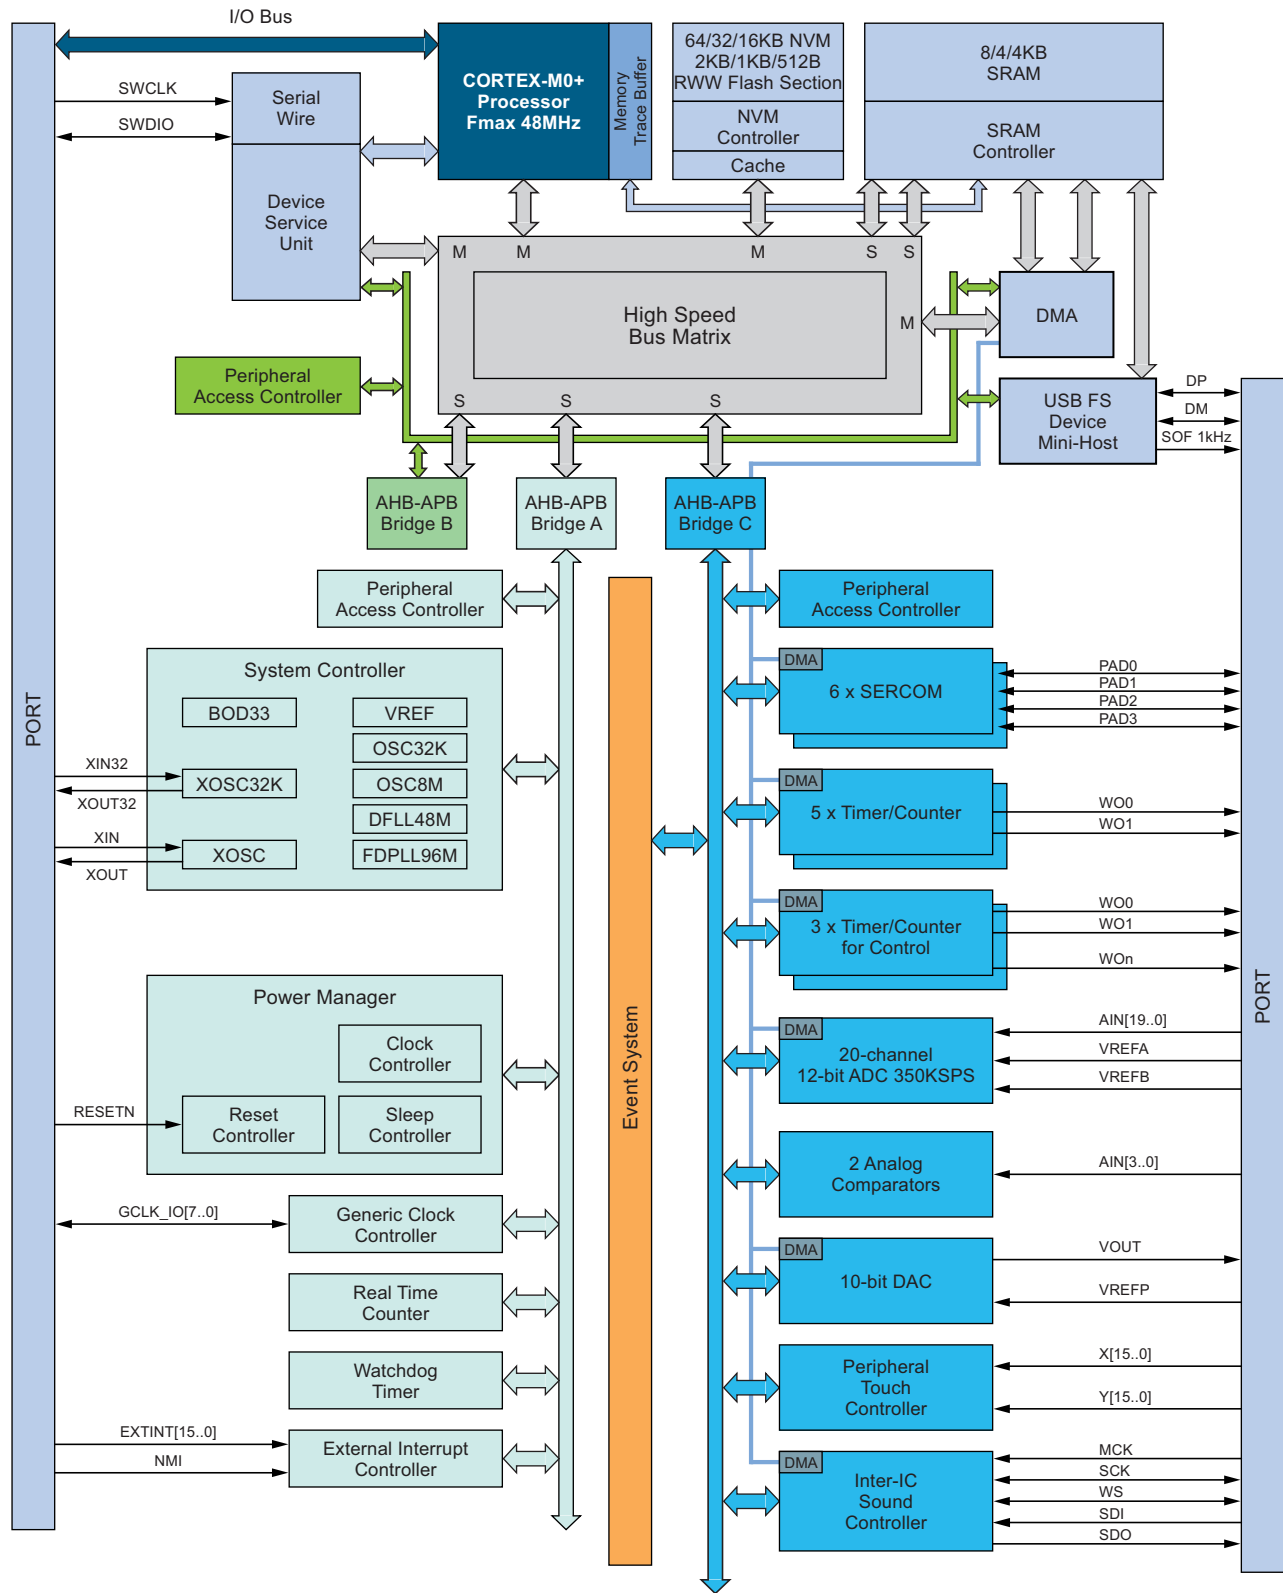 I/O Bus
SWCLK
SWDIO
Serial
Wire
Device
Service
Unit
CORTEX-M0+
Processor
Fmax 48MHz
Memory
Trace Buffer
64/32/16KB NVM
2KB/1KB/512B
RWW Flash Section
NVM
Controller
Cache
8/4/4KB
SRAM
SRAM
Controller
M
M
M
S
S
High Speed
Bus Matrix
M
S
S
S
DMA
Peripheral
Access Controller
USB FS
Device
Mini-Host
DP
DM
SOF 1kHz
AHB-APB
Bridge B
AHB-APB
Bridge A
AHB-APB
Bridge C
PORT
Peripheral
Access Controller
System Controller
BOD33
VREF
OSC32K
XOSC32K
OSC8M
DFLL48M
XOSC
FDPLL96M
XIN32
XOUT32
XIN
XOUT
Power Manager
Clock
Controller
Reset
Controller
Sleep
Controller
RESETN
GCLK_IO[7..0]
Generic Clock
Controller
Real Time
Counter
Watchdog
Timer
EXTINT[15..0]
NMI
External Interrupt
Controller
Event System
Peripheral
Access Controller
DMA
6 x SERCOM
PAD0
PAD1
PAD2
PAD3
DMA
5 x Timer/Counter
WO0
WO1
DMA
3 x Timer/Counter
for Control
WO0
WO1
WOn
DMA
20-channel
12-bit ADC 350KSPS
AIN[19..0]
VREFA
VREFB
2 Analog
Comparators
AIN[3..0]
DMA
10-bit DAC
VOUT
VREFP
Peripheral
Touch
Controller
X[15..0]
Y[15..0]
DMA
Inter-IC
Sound
Controller
MCK
SCK
WS
SDI
SDO
PORT